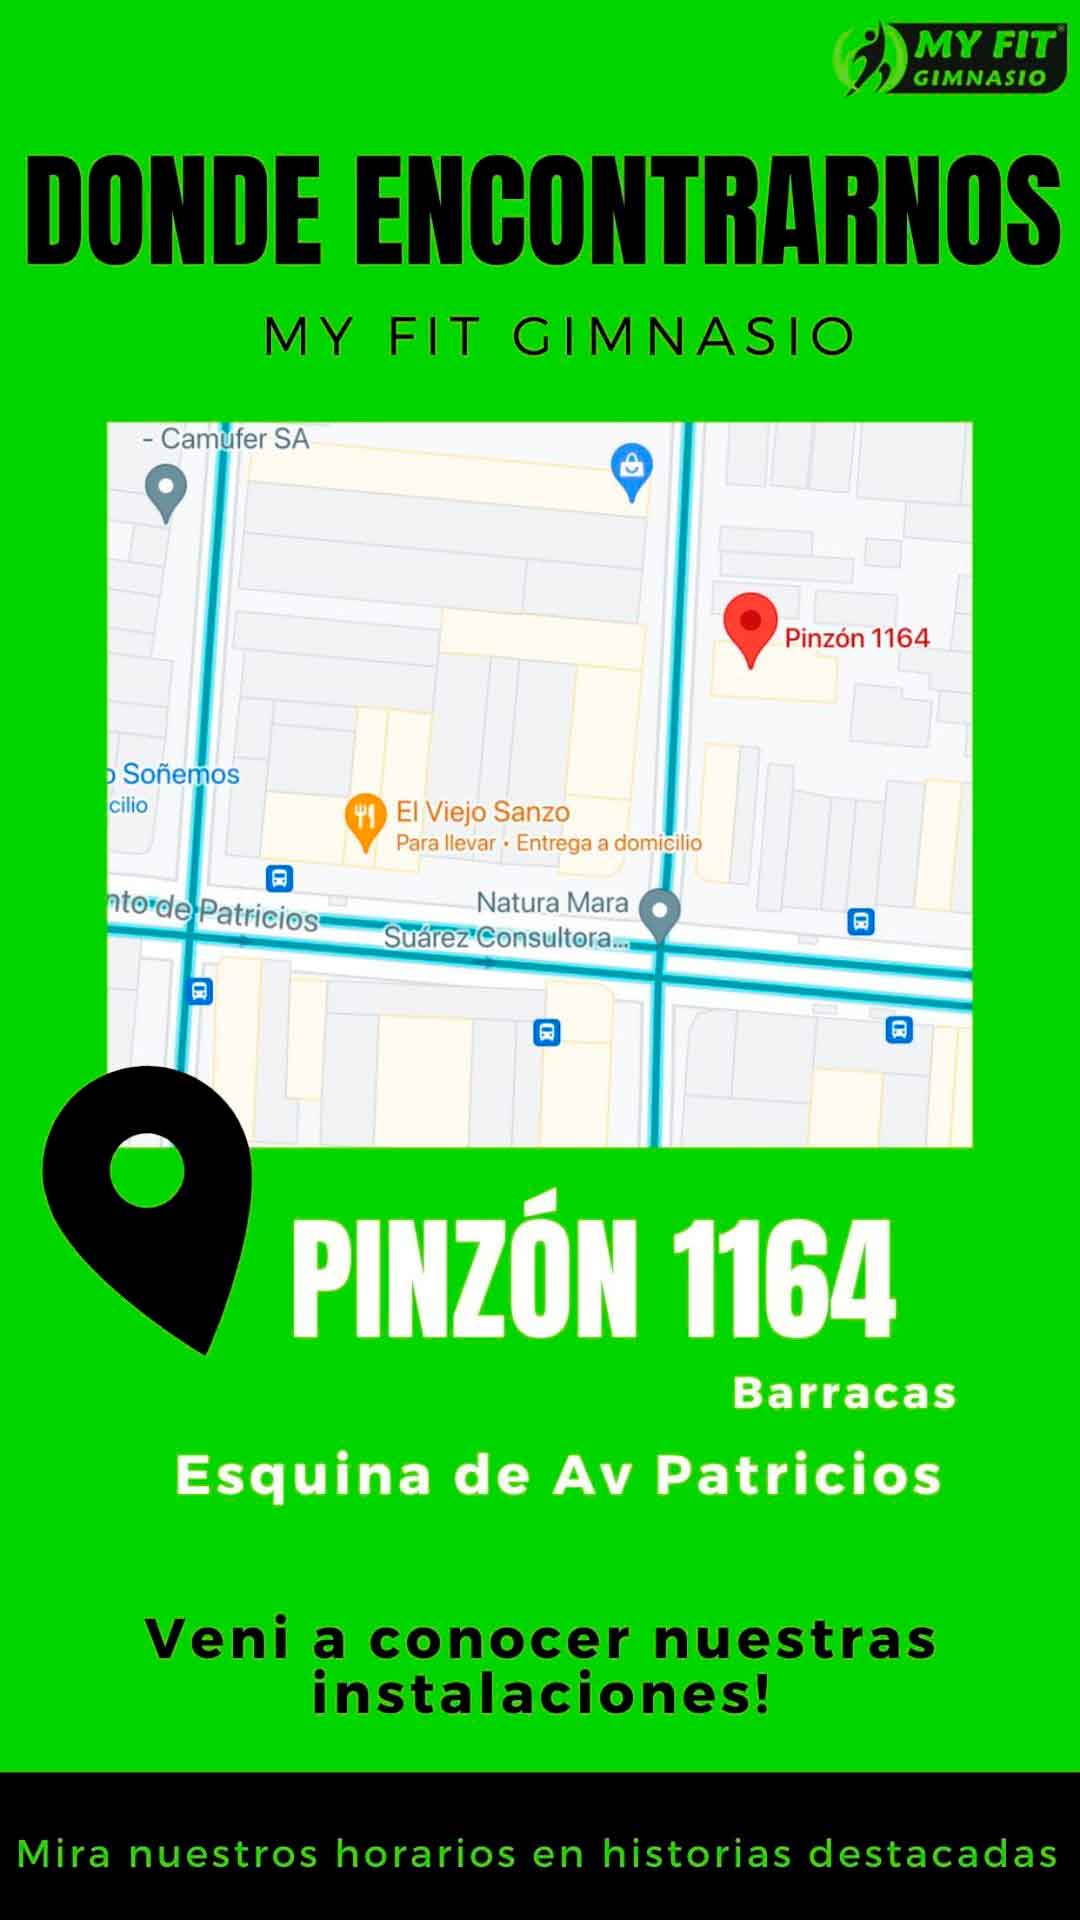 MY FIT
GIMNASIO
DONDE ENCONTRARNOS
MY FIT GIMNASIO
- Camufer SA
Pinzón 1164
Soñemos
cilio
El Viejo Sanzo
Para llevar • Entrega a domicilio
nto de Patricios
Natura Mara
Suárez Consultora...
PINZÓN 1164
Barracas
Esquina de Av Patricios
Veni a conocer nuestras
instalaciones!
Mira nuestros horarios en historias destacadas